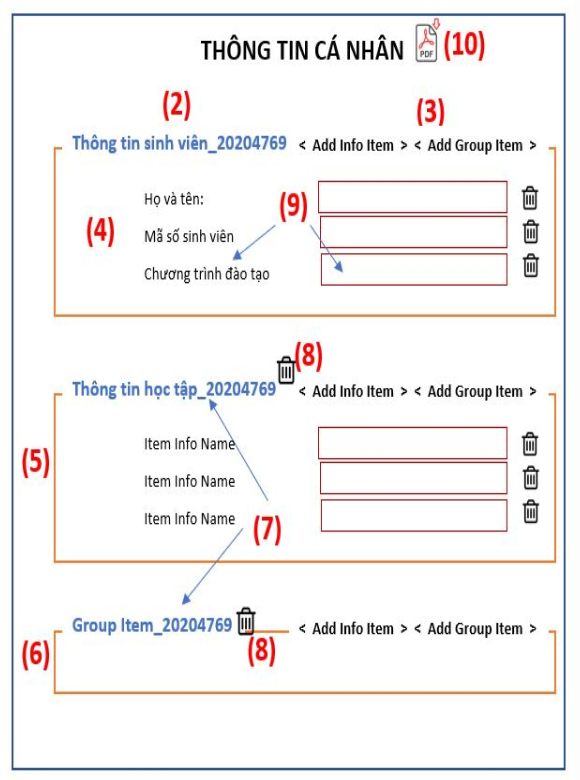 THÔNG TIN CÁ NHÂN PDF (10)
(2) (3)
Thông tin sinh viên_20204769 < Add Info Item > < Add Group Item >
Họ và tên:
(9)
(4) Mã số sinh viên
Chương trình đào tạo
(8)
Thông tin học tập_20204769 < Add Info Item > < Add Group Item >
Item Info Name
(5) Item Info Name
Item Info Name (7)
Group Item_20204769 < Add Info Item > < Add Group Item >
(6) (8)